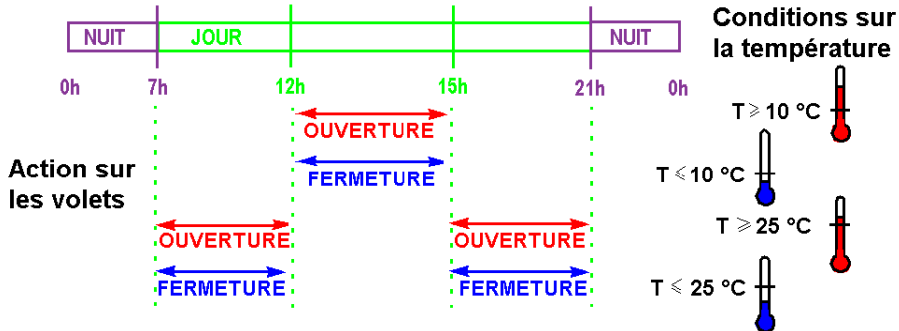 Conditions sur
la température
NUIT JOUR NUIT
0h 7h 12h 15h 21h 0h
OUVERTURE T ⩾ 10 °C
FERMETURE T ⩽ 10 °C
Action sur
les volets
OUVERTURE OUVERTURE T ⩾ 25 °C
FERMETURE FERMETURE T ⩽ 25 °C